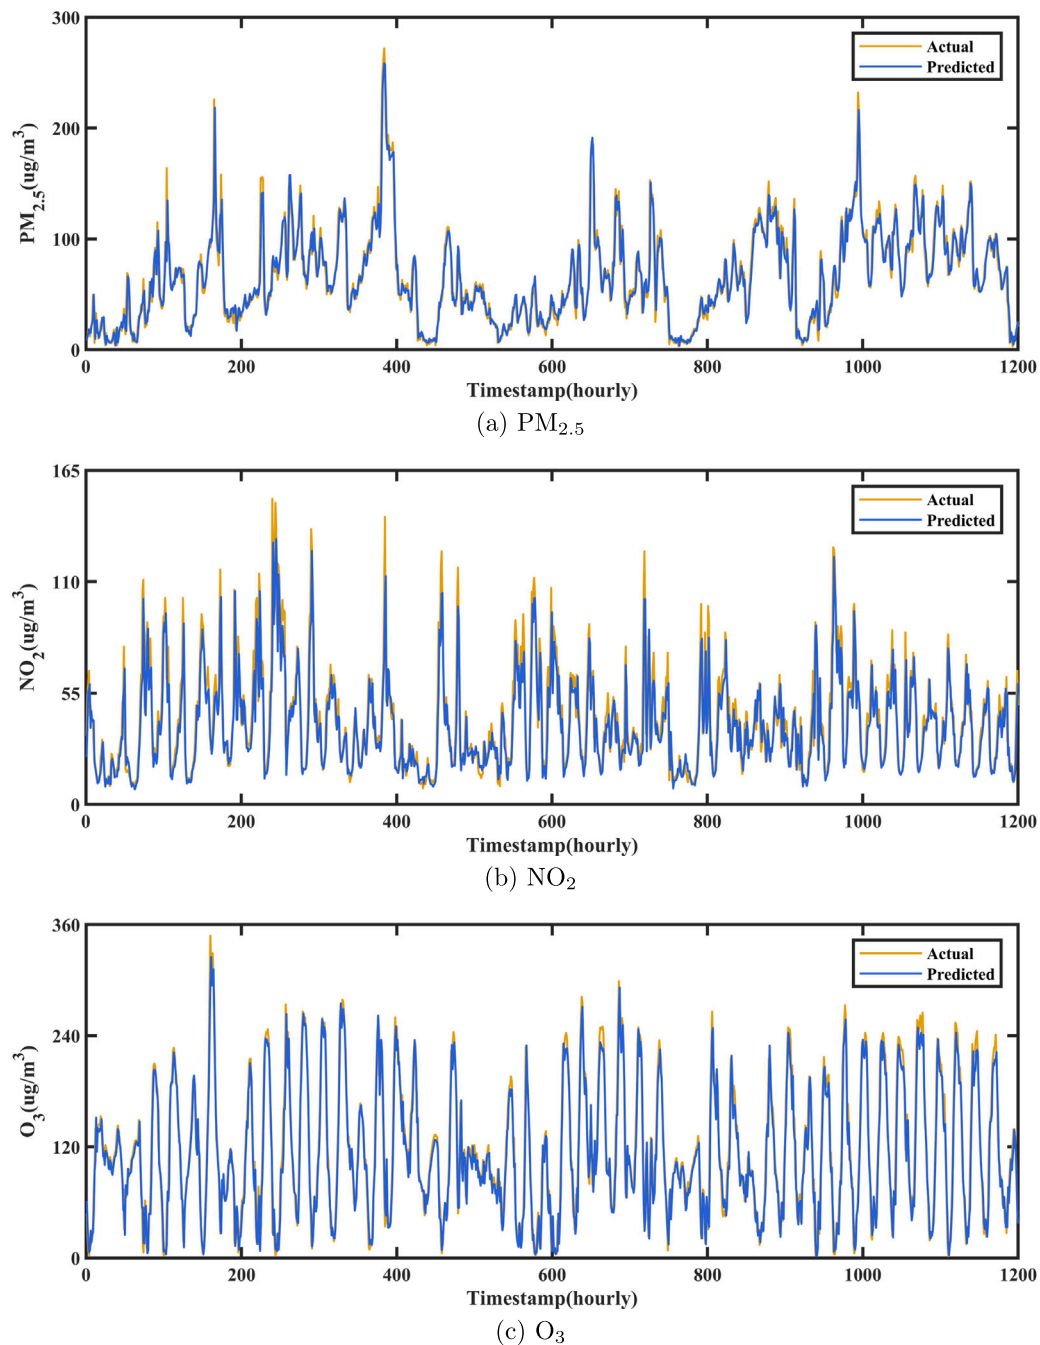 300
200
100
0
PM2.5(ug/m3)
Actual
Predicted
0 200 400 600 800 1000 1200
Timestamp(hourly)
(a) PM2.5
165
110
55
0
NO2(ug/m3)
Actual
Predicted
0 200 400 600 800 1000 1200
Timestamp(hourly)
(b) NO2
360
240
120
0
O3(ug/m3)
Actual
Predicted
0 200 400 600 800 1000 1200
Timestamp(hourly)
(c) O3